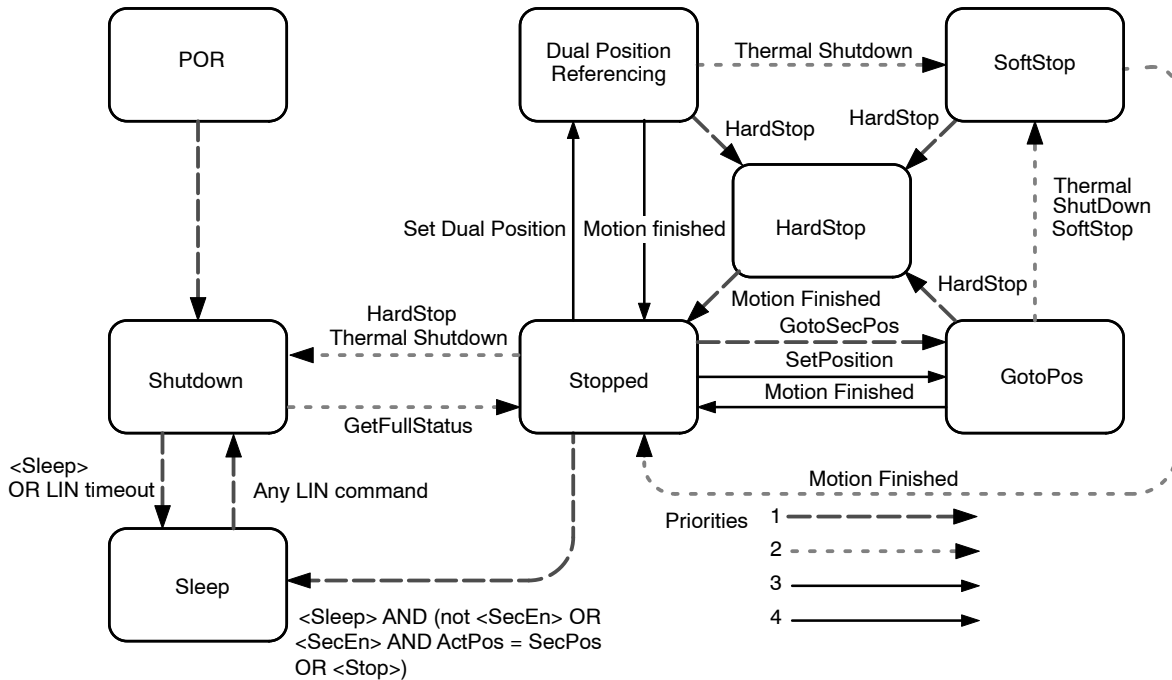 POR
Dual Position
Referencing
Thermal Shutdown
SoftStop
HardStop
HardStop
Thermal
ShutDown
SoftStop
Set Dual Position
Motion finished
HardStop
HardStop
Motion Finished
HardStop
Thermal Shutdown
GotoSecPos
SetPosition
Motion Finished
Shutdown
Stopped
GotoPos
GetFullStatus
<Sleep>
OR LIN timeout
Any LIN command
Motion Finished
Priorities
1
2
3
4
Sleep
<Sleep> AND (not <SecEn> OR
<SecEn> AND ActPos = SecPos
OR <Stop>)